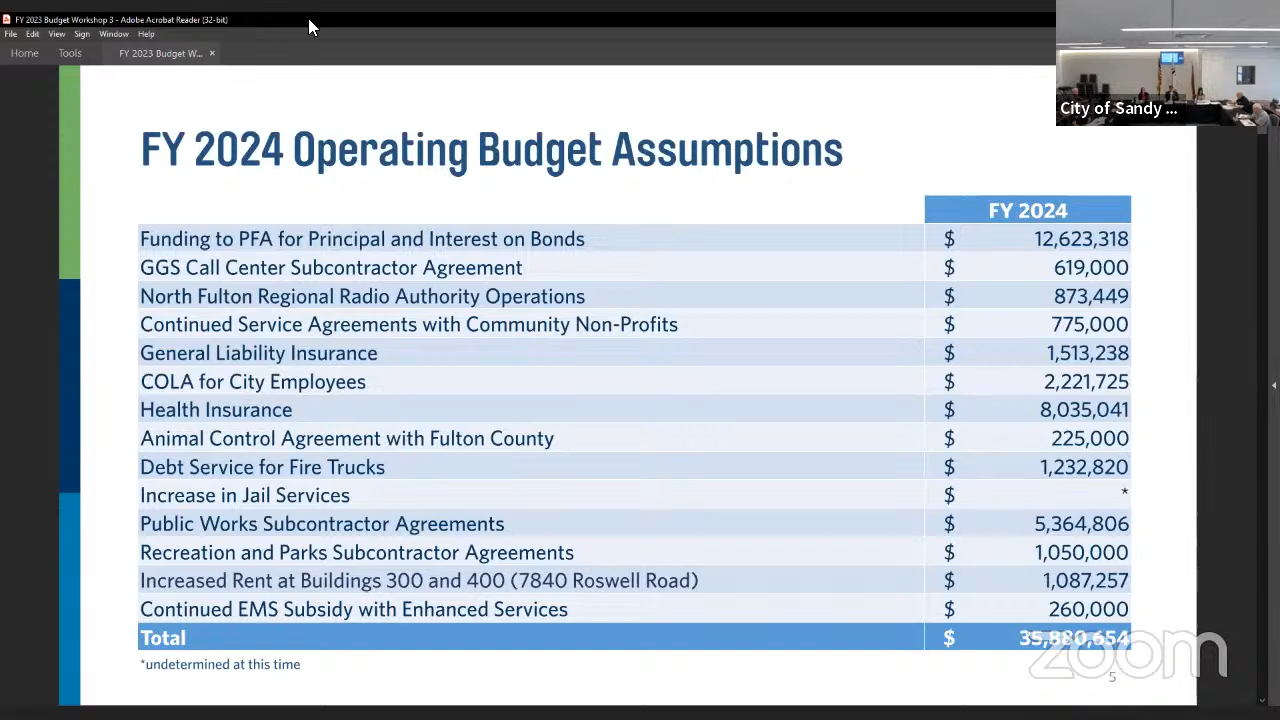 FY 2023 Budget Workshop 3 - Adobe Acrobat Reader (32-bit)
File Edit View Sign Window Help
Home Tools FY 2023 Budget W... ×
City of Sandy ...
FY 2024 Operating Budget Assumptions
FY 2024
Funding to PFA for Principal and Interest on Bonds $ 12,623,318
GGS Call Center Subcontractor Agreement $ 619,000
North Fulton Regional Radio Authority Operations $ 873,449
Continued Service Agreements with Community Non-Profits $ 775,000
General Liability Insurance $ 1,513,238
COLA for City Employees $ 2,221,725
Health Insurance $ 8,035,041
Animal Control Agreement with Fulton County $ 225,000
Debt Service for Fire Trucks $ 1,232,820
Increase in Jail Services $ *
Public Works Subcontractor Agreements $ 5,364,806
Recreation and Parks Subcontractor Agreements $ 1,050,000
Increased Rent at Buildings 300 and 400 (7840 Roswell Road) $ 1,087,257
Continued EMS Subsidy with Enhanced Services $ 260,000
Total $ 35,880,654
*undetermined at this time
zoom
5